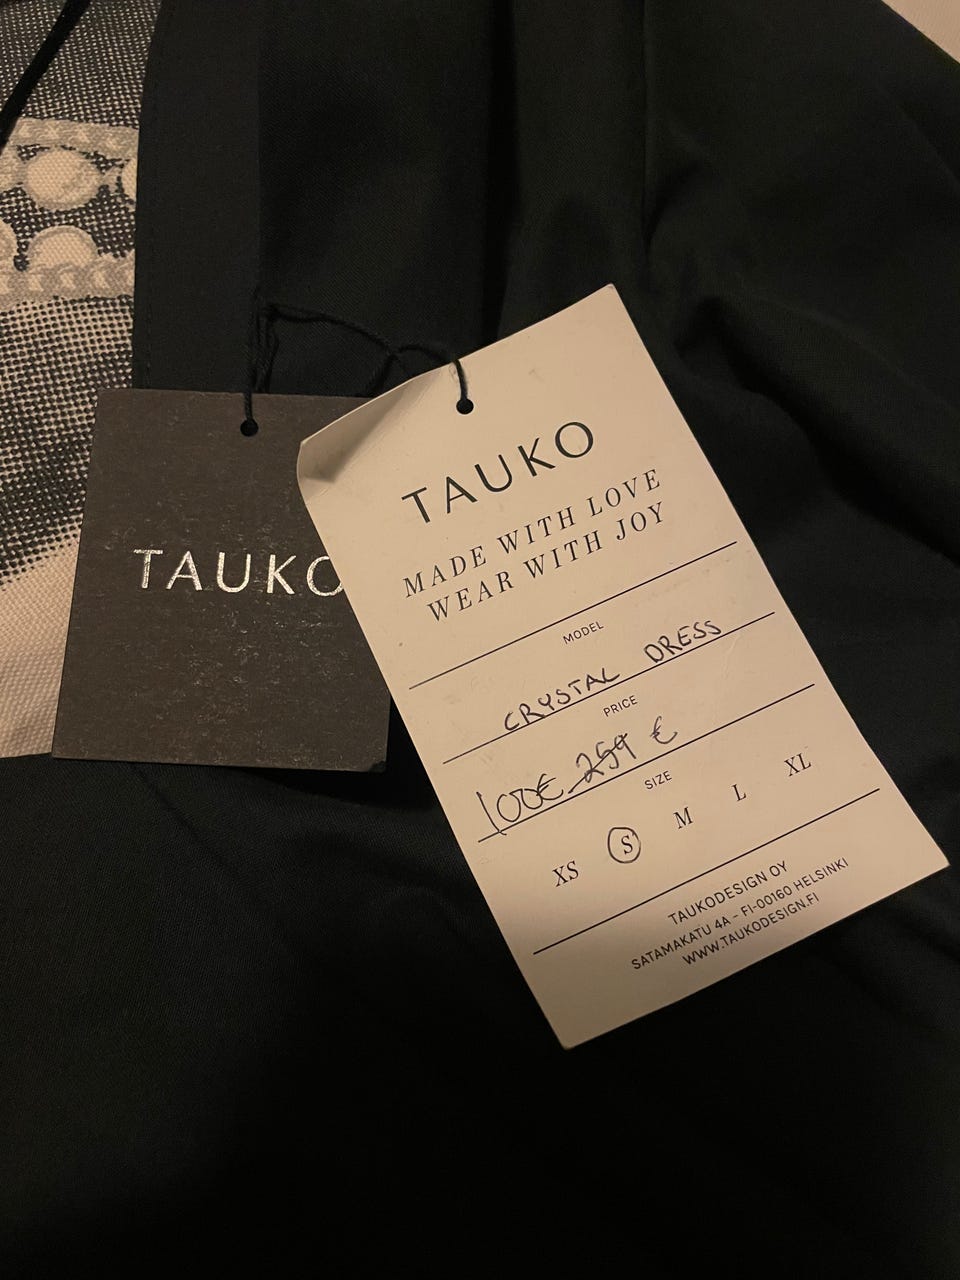 TAUKO
TAUKO
MADE WITH LOVE
WEAR WITH JOY
MODEL
CRYSTAL DRESS
PRICE
100€ 259 €
SIZE
XS S M L XL
TAUKODESIGN OY
SATAMAKATU 4A – FI-00160 HELSINKI
WWW.TAUKODESIGN.FI